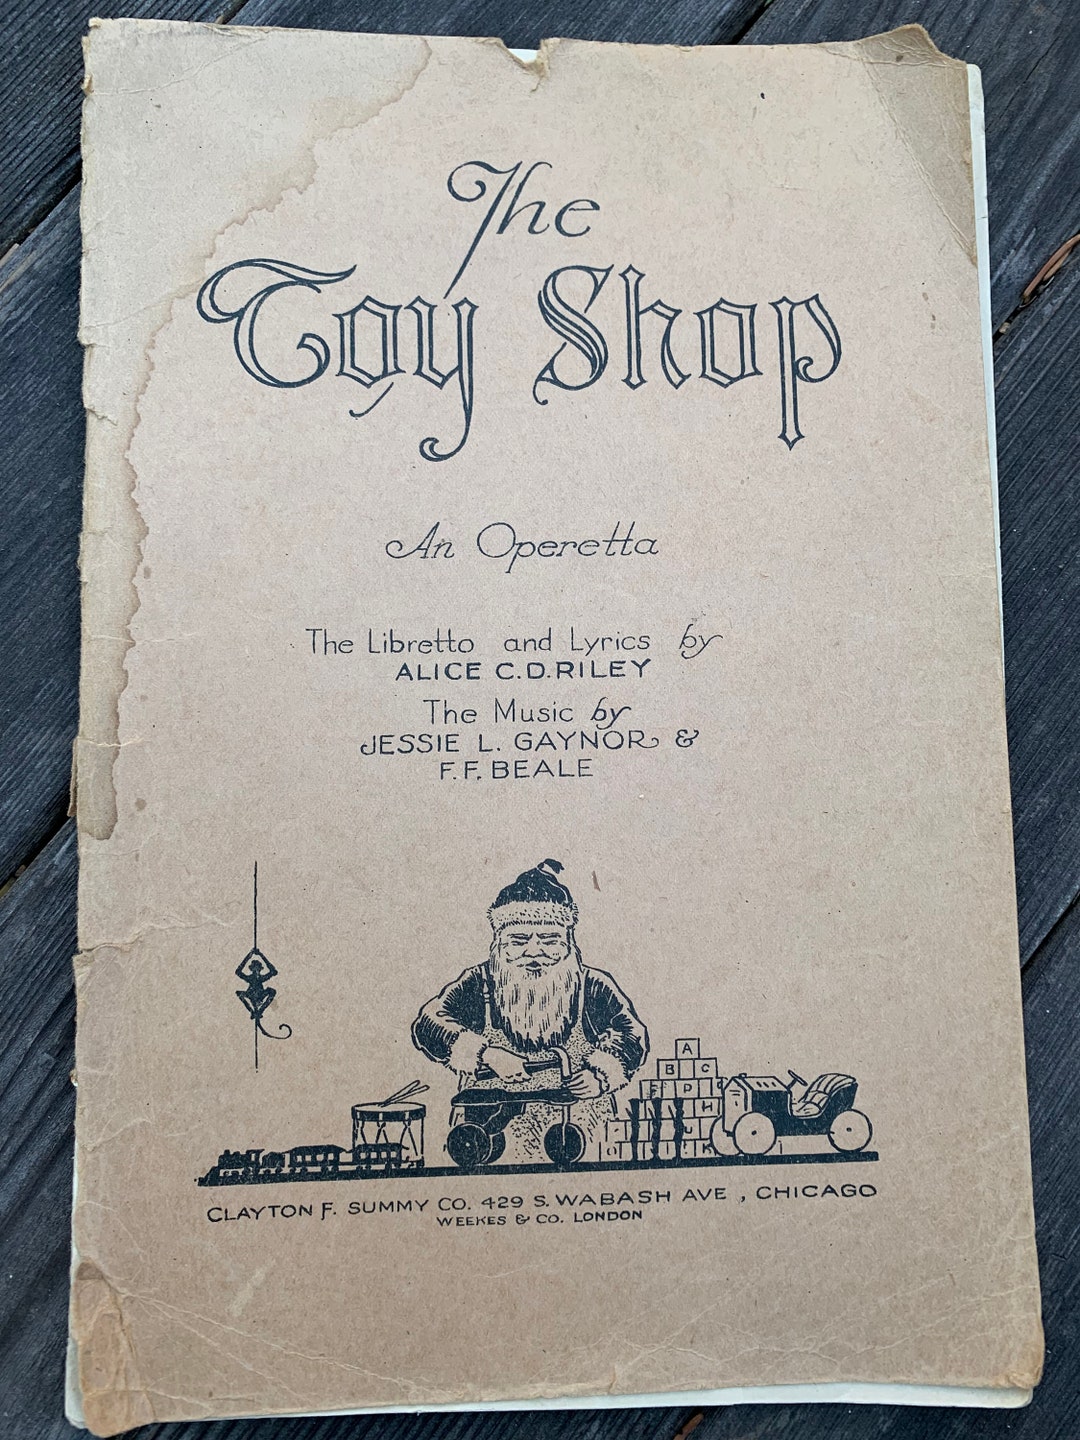 The
Toy Shop
An Operetta
The Libretto and Lyrics by
ALICE C.D. RILEY
The Music by
JESSIE L. GAYNOR &
F.F. BEALE
A
B C
D
H
CLAYTON F. SUMMY CO. 429 S. WABASH AVE , CHICAGO
WEEKES & CO. LONDON